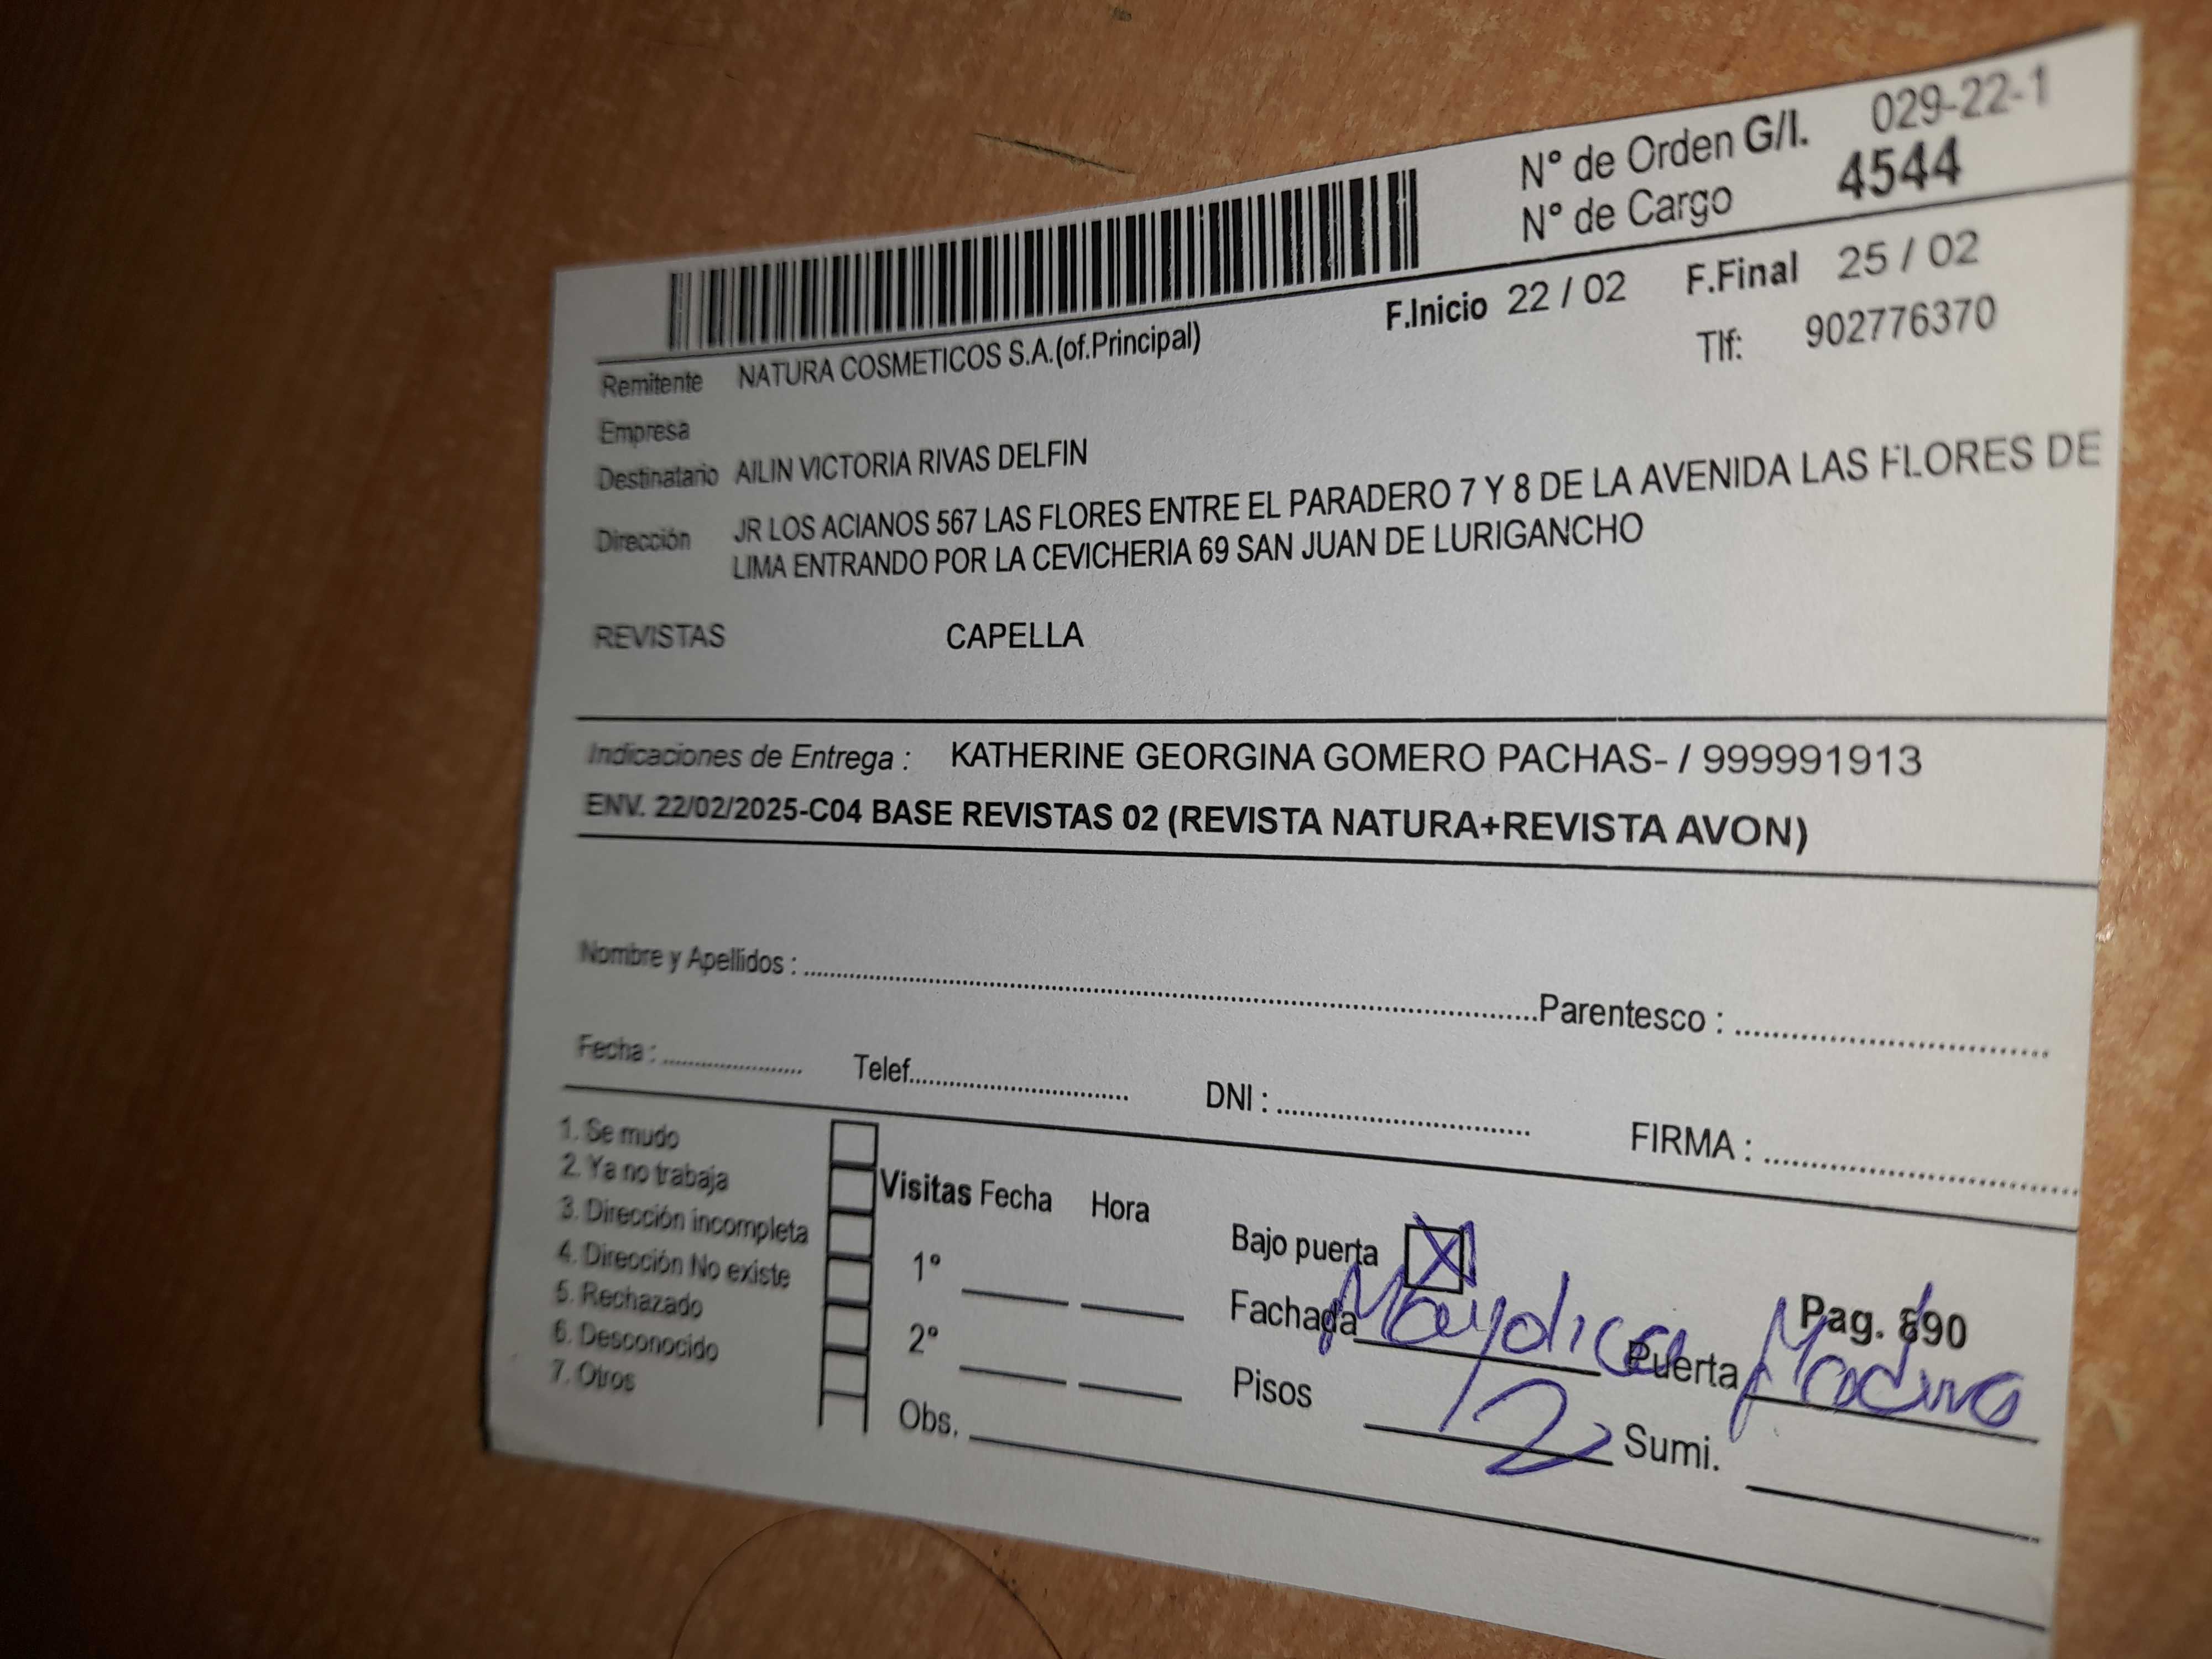 N° de Orden G/I. 029-22-1
N° de Cargo 4544
F.Inicio 22 / 02 F.Final 25 / 02
Remitente NATURA COSMETICOS S.A.(of.Principal) Tlf: 902776370
Empresa
Destinatario AILIN VICTORIA RIVAS DELFIN
Dirección JR LOS ACIANOS 567 LAS FLORES ENTRE EL PARADERO 7 Y 8 DE LA AVENIDA LAS FLORES DE
LIMA ENTRANDO POR LA CEVICHERIA 69 SAN JUAN DE LURIGANCHO
REVISTAS CAPELLA
Indicaciones de Entrega : KATHERINE GEORGINA GOMERO PACHAS- / 999991913
ENV. 22/02/2025-C04 BASE REVISTAS 02 (REVISTA NATURA+REVISTA AVON)
Nombre y Apellidos : Parentesco :
Fecha : Telef. DNI : FIRMA :
1. Se mudo
2. Ya no trabaja
3. Dirección incompleta
4. Dirección No existe
5. Rechazado
6. Desconocido
7. Otros
Visitas Fecha Hora
1°
2°
Obs.
Bajo puerta X
Fachada Puerta
Pisos 2 Sumi.
Pag. 890